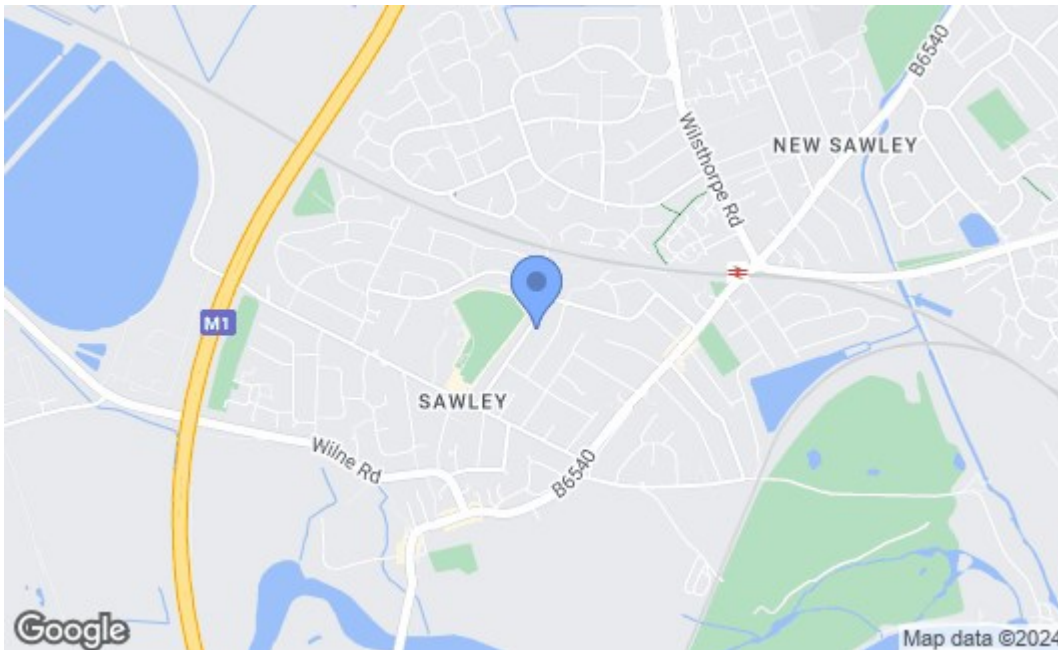 B6540
Wilsthorpe Rd
NEW SAWLEY
M1
SAWLEY
Wilne Rd
B6540
Google
Map data ©2024